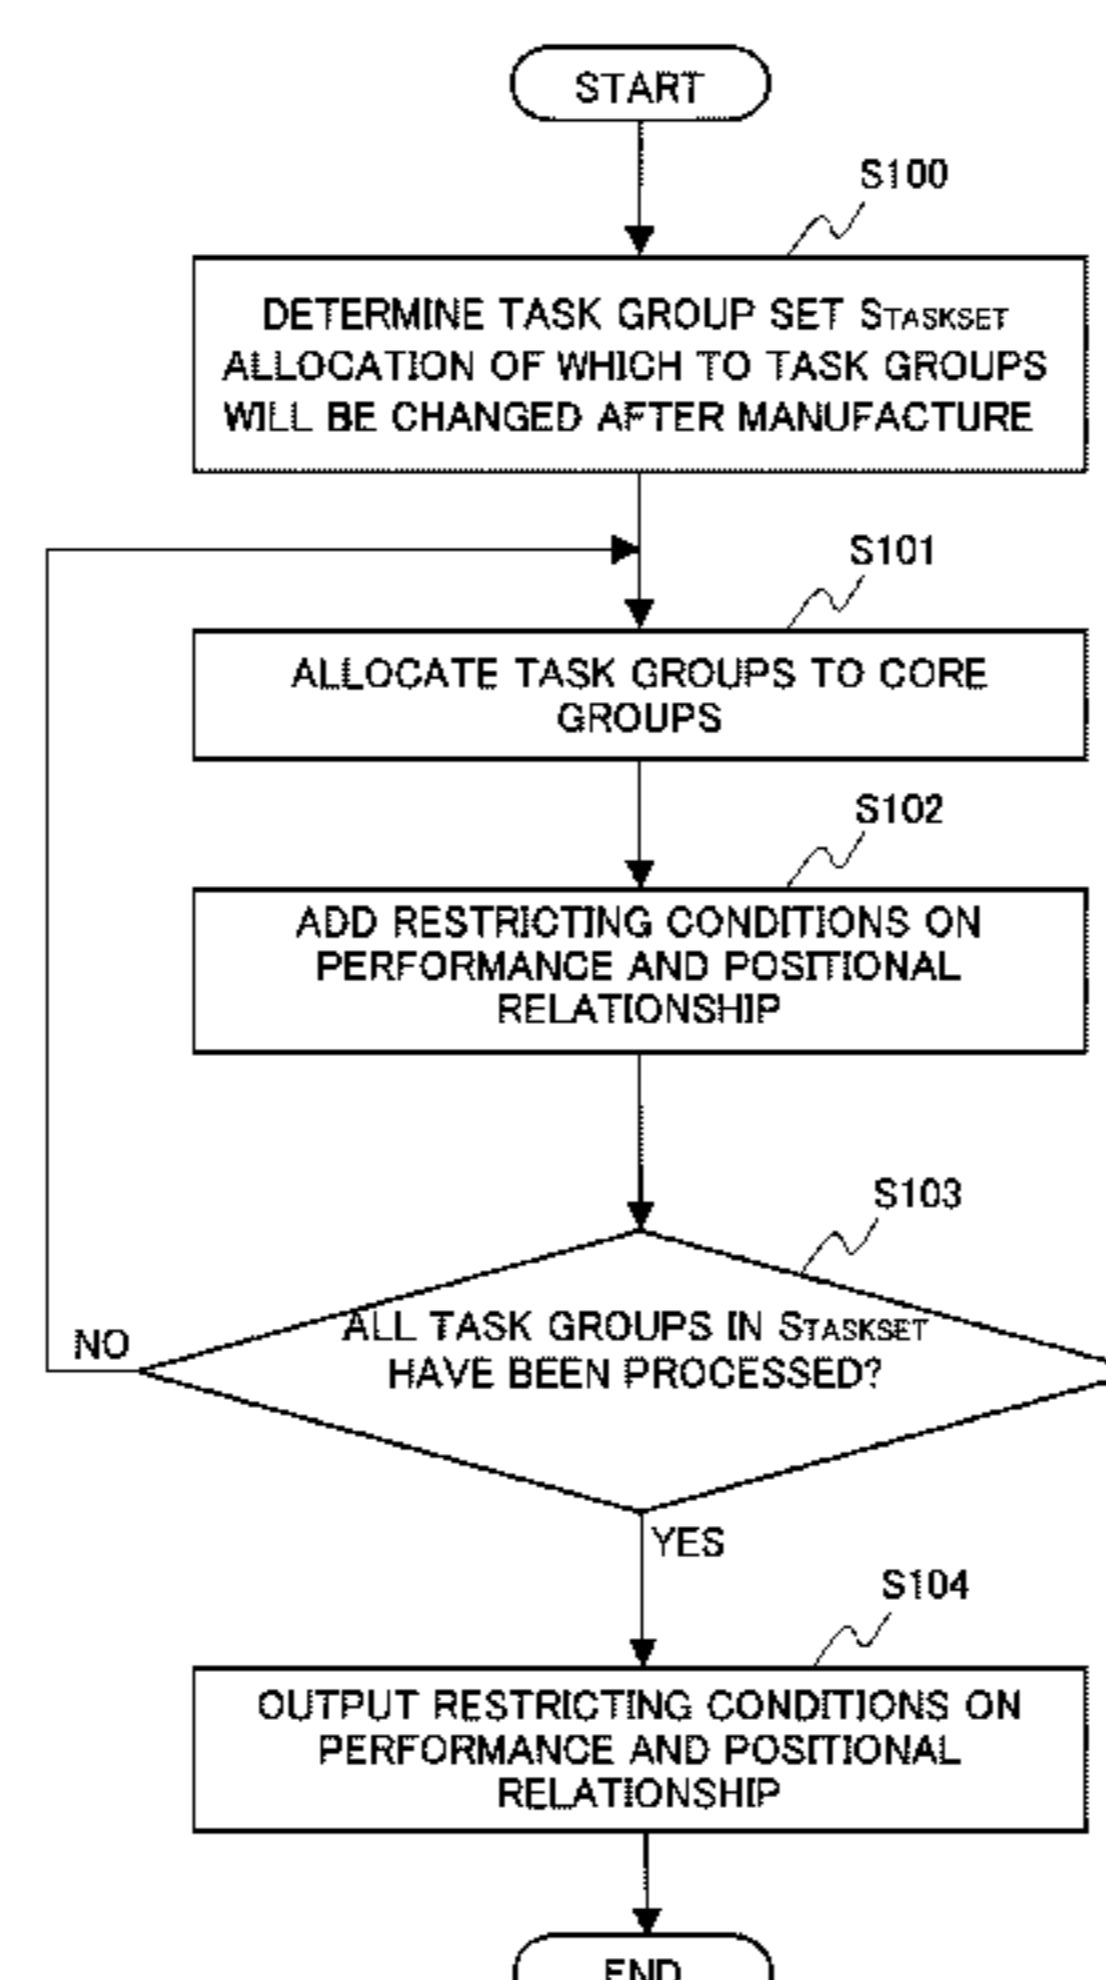 START
S100
DETERMINE TASK GROUP SET STASKSET
ALLOCATION OF WHICH TO TASK GROUPS
WILL BE CHANGED AFTER MANUFACTURE
S101
ALLOCATE TASK GROUPS TO CORE
GROUPS
S102
ADD RESTRICTING CONDITIONS ON
PERFORMANCE AND POSITIONAL
RELATIONSHIP
S103
ALL TASK GROUPS IN STASKSET
HAVE BEEN PROCESSED?
NO
YES
S104
OUTPUT RESTRICTING CONDITIONS ON
PERFORMANCE AND POSITIONAL
RELATIONSHIP
END